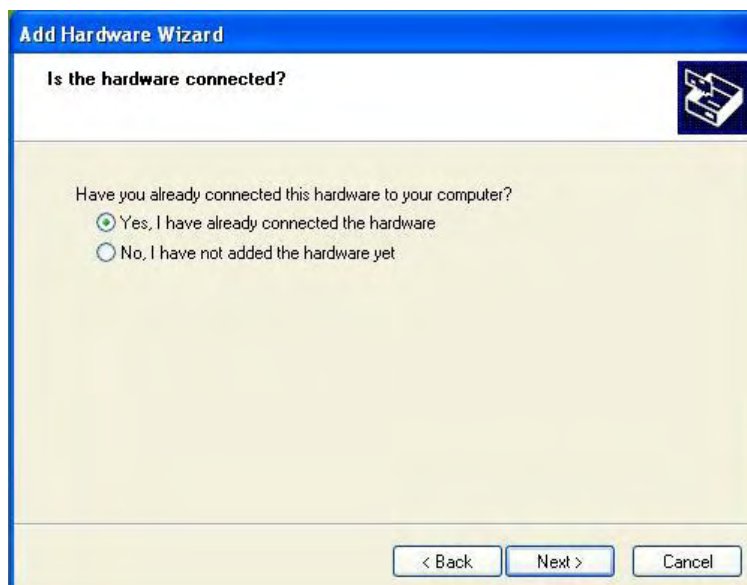 Add Hardware Wizard
Is the hardware connected?
Have you already connected this hardware to your computer?
Yes, I have already connected the hardware
No, I have not added the hardware yet
< Back Next > Cancel